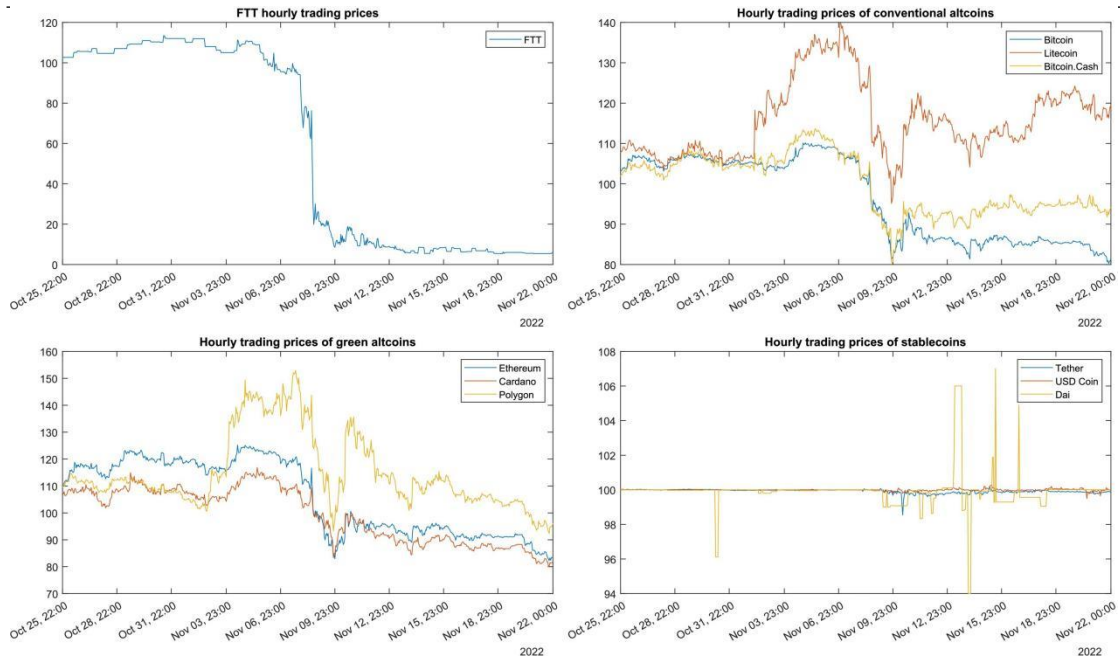 FTT hourly trading prices
120
100
80
60
40
20
0
FTT
Oct 25, 22:00
Oct 28, 22:00
Oct 31, 22:00
Nov 03, 23:00
Nov 06, 23:00
Nov 09, 23:00
Nov 12, 23:00
Nov 15, 23:00
Nov 18, 23:00
Nov 22, 00:00
2022
Hourly trading prices of conventional altcoins
140
130
120
110
100
90
80
Bitcoin
Litecoin
Bitcoin.Cash
Oct 25, 22:00
Oct 28, 22:00
Oct 31, 22:00
Nov 03, 23:00
Nov 06, 23:00
Nov 09, 23:00
Nov 12, 23:00
Nov 15, 23:00
Nov 18, 23:00
Nov 22, 00:00
2022
Hourly trading prices of green altcoins
160
150
140
130
120
110
100
90
80
70
Ethereum
Cardano
Polygon
Oct 25, 22:00
Oct 28, 22:00
Oct 31, 22:00
Nov 03, 23:00
Nov 06, 23:00
Nov 09, 23:00
Nov 12, 23:00
Nov 15, 23:00
Nov 18, 23:00
Nov 22, 00:00
2022
Hourly trading prices of stablecoins
108
106
104
102
100
98
96
94
Tether
USD Coin
Dai
Oct 25, 22:00
Oct 28, 22:00
Oct 31, 22:00
Nov 03, 23:00
Nov 06, 23:00
Nov 09, 23:00
Nov 12, 23:00
Nov 15, 23:00
Nov 18, 23:00
Nov 22, 00:00
2022